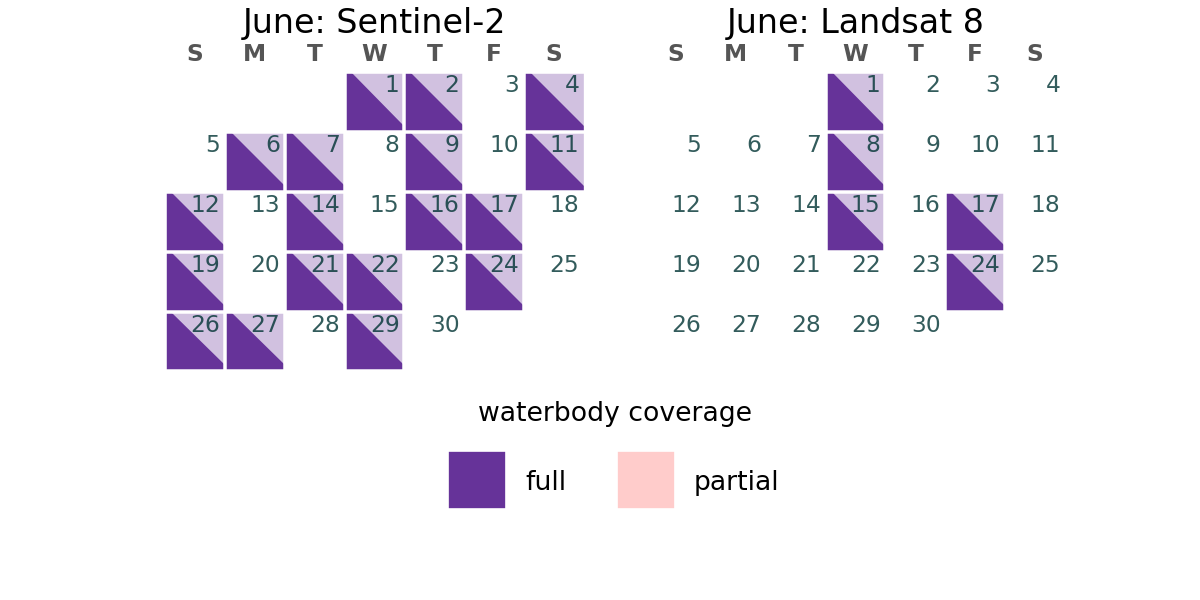 June: Sentinel-2
S M T W T F S
1 2 3 4
5 6 7 8 9 10 11
12 13 14 15 16 17 18
19 20 21 22 23 24 25
26 27 28 29 30
June: Landsat 8
S M T W T F S
1 2 3 4
5 6 7 8 9 10 11
12 13 14 15 16 17 18
19 20 21 22 23 24 25
26 27 28 29 30
waterbody coverage
full partial